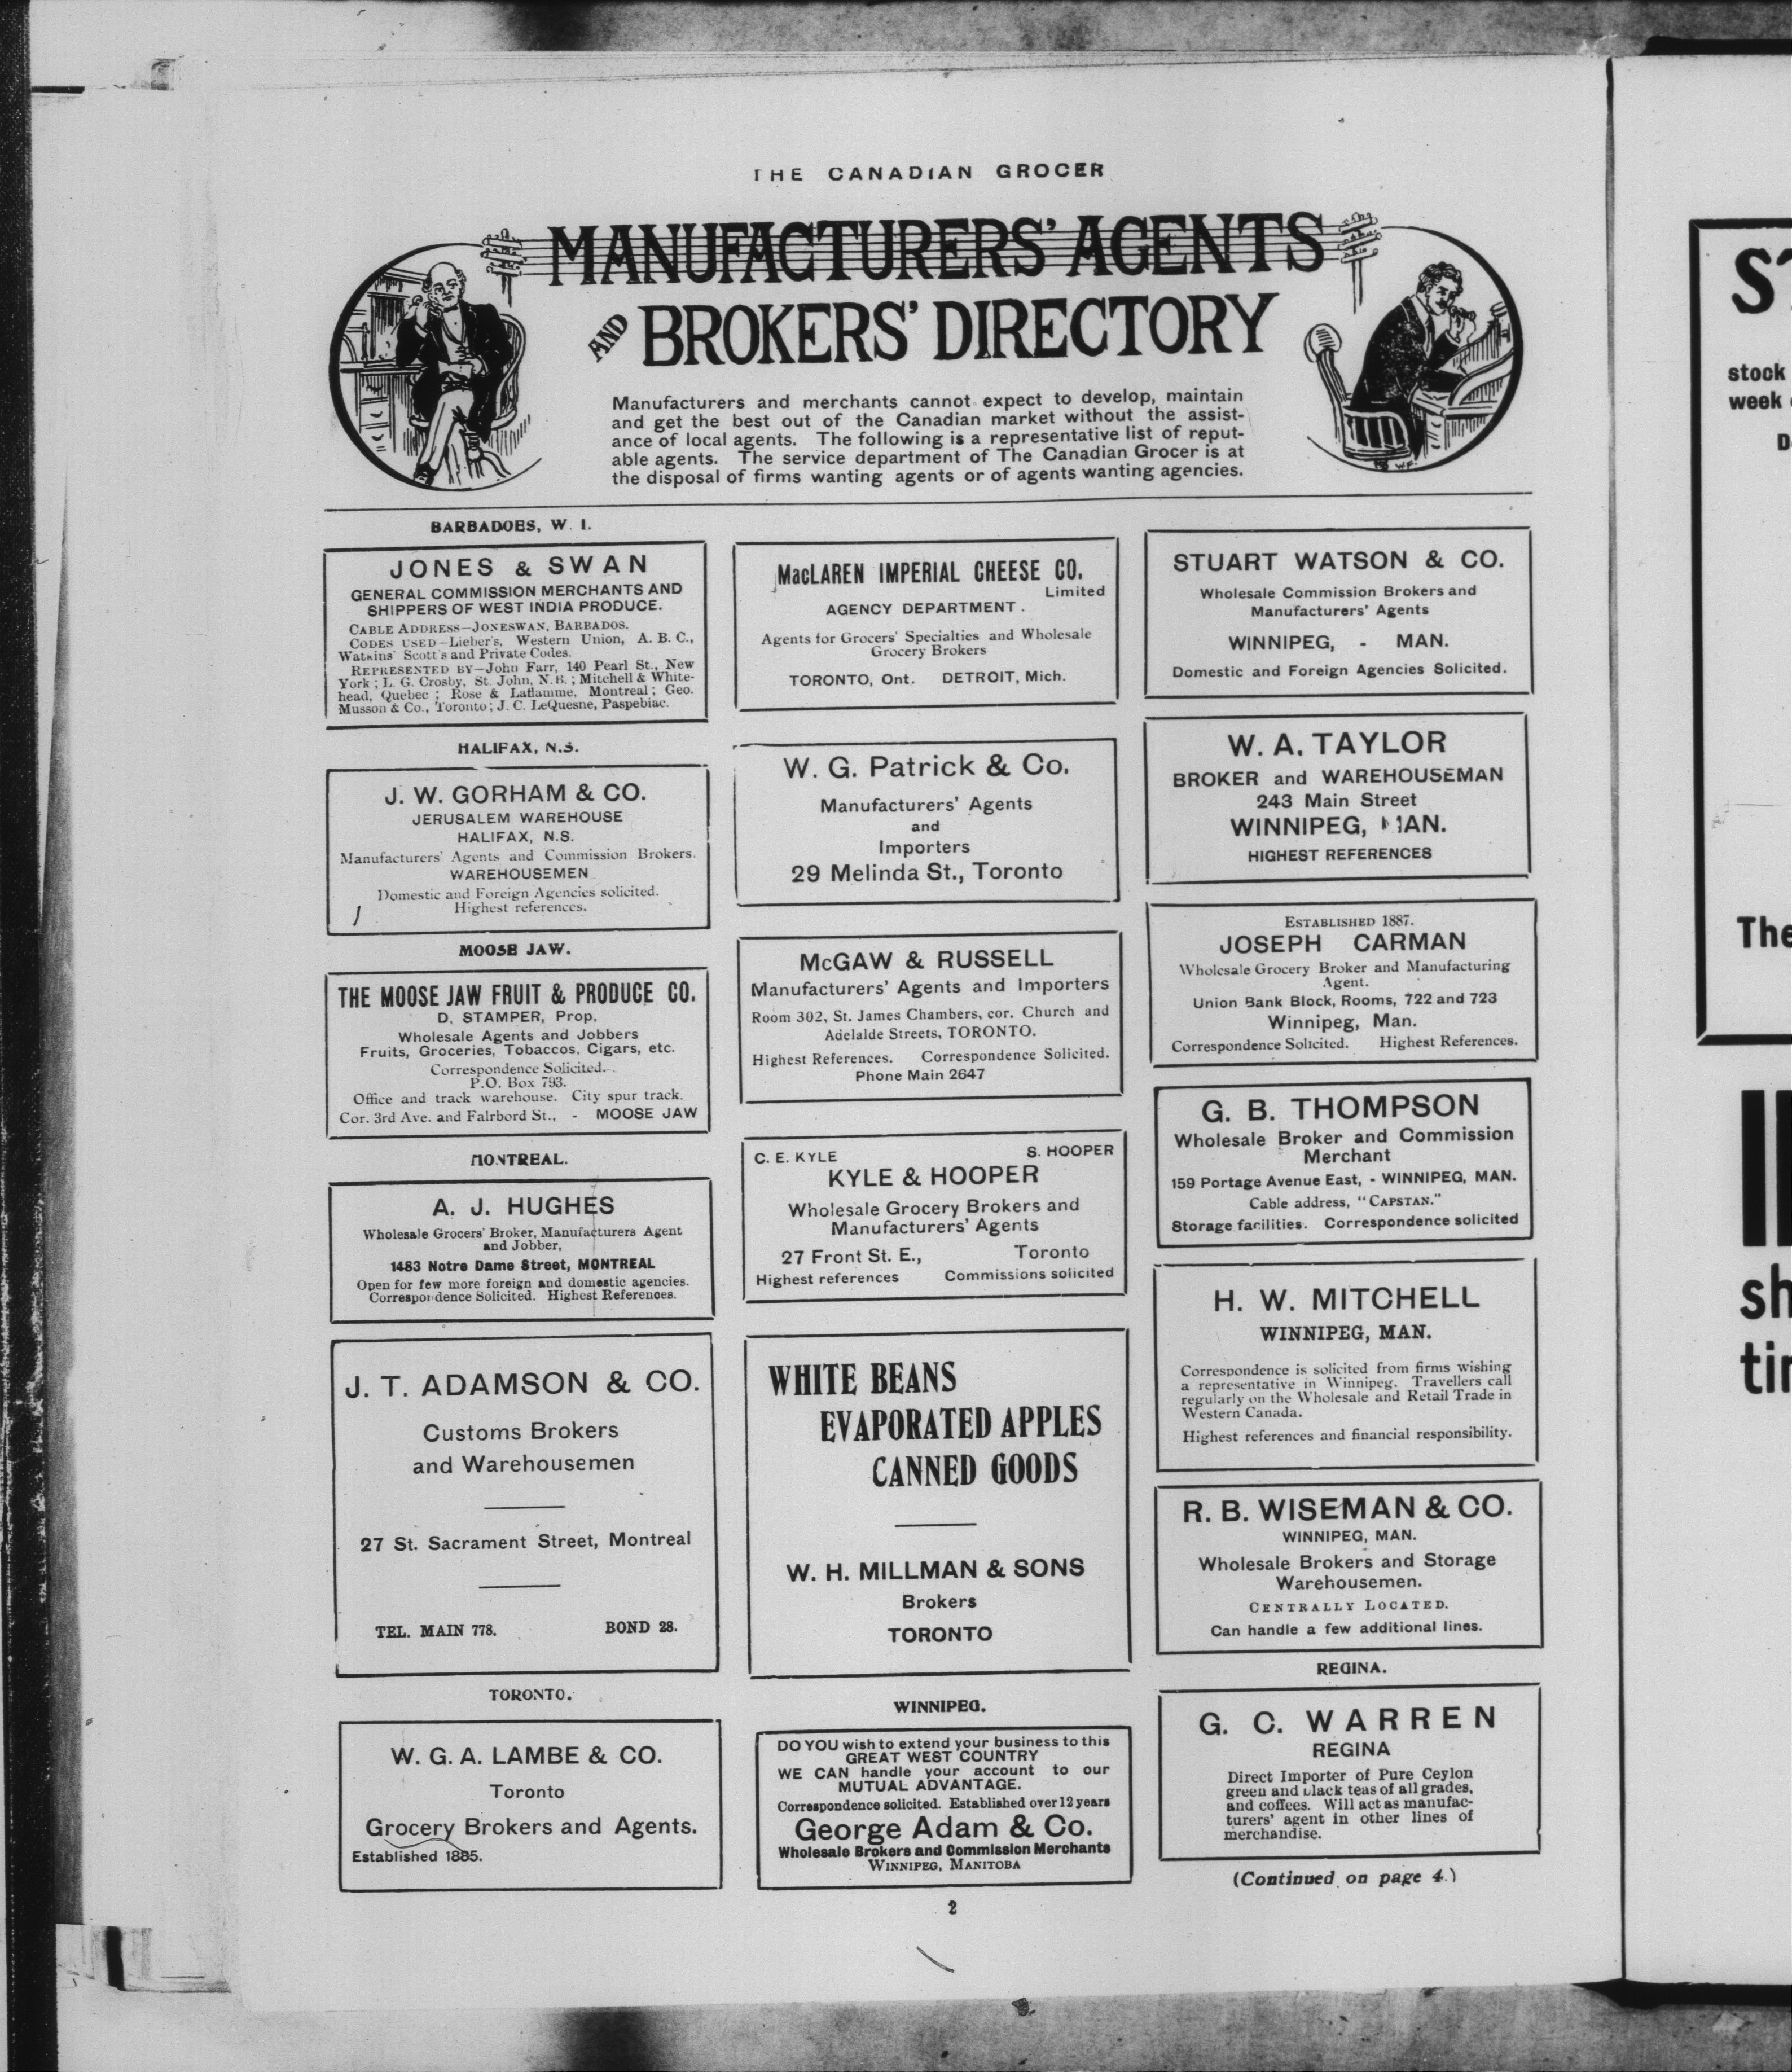 THE CANADIAN GROCER
MANUFACTURERS' AGENTS
AND BROKERS' DIRECTORY
Manufacturers and merchants cannot expect to develop, maintain
and get the best out of the Canadian market without the assist-
ance of local agents. The following is a representative list of reput-
able agents. The service department of The Canadian Grocer is at
the disposal of firms wanting agents or of agents wanting agencies.
BARBADOES, W. I.
JONES & SWAN
GENERAL COMMISSION MERCHANTS AND
SHIPPERS OF WEST INDIA PRODUCE.
CABLE ADDRESS—JONESWAN, BARBADOS.
CODES USED—Lieber's, Western Union, A. B. C.,
Watkins' Scott's and Private Codes.
REPRESENTED BY—John Farr, 140 Pearl St., New
York; L. G. Crosby, St. John, N.B.; Mitchell & White-
head, Quebec; Rose & Laflamme, Montreal; Geo.
Musson & Co., Toronto; J. C. LeQuesne, Paspebiac.
HALIFAX, N.S.
J. W. GORHAM & CO.
JERUSALEM WAREHOUSE
HALIFAX, N.S.
Manufacturers' Agents and Commission Brokers.
WAREHOUSEMEN
Domestic and Foreign Agencies solicited.
Highest references.
MOOSE JAW.
THE MOOSE JAW FRUIT & PRODUCE CO.
D. STAMPER, Prop.
Wholesale Agents and Jobbers
Fruits, Groceries, Tobaccos, Cigars, etc.
Correspondence Solicited.
P.O. Box 793.
Office and track warehouse. City spur track.
Cor. 3rd Ave. and Fairbord St., - MOOSE JAW
MONTREAL.
A. J. HUGHES
Wholesale Grocers' Broker, Manufacturers Agent
and Jobber,
1483 Notre Dame Street, MONTREAL
Open for few more foreign and domestic agencies.
Correspondence Solicited. Highest References.
J. T. ADAMSON & CO.
Customs Brokers
and Warehousemen
27 St. Sacrament Street, Montreal
TEL. MAIN 778. BOND 28.
TORONTO.
W. G. A. LAMBE & CO.
Toronto
Grocery Brokers and Agents.
Established 1885.
MacLAREN IMPERIAL CHEESE CO.
Limited
AGENCY DEPARTMENT.
Agents for Grocers' Specialties and Wholesale
Grocery Brokers
TORONTO, Ont. DETROIT, Mich.
W. G. Patrick & Co.
Manufacturers' Agents
and
Importers
29 Melinda St., Toronto
McGAW & RUSSELL
Manufacturers' Agents and Importers
Room 302, St. James Chambers, cor. Church and
Adelaide Streets, TORONTO.
Highest References. Correspondence Solicited.
Phone Main 2647
C. E. KYLE S. HOOPER
KYLE & HOOPER
Wholesale Grocery Brokers and
Manufacturers' Agents
27 Front St. E., Toronto
Highest references Commissions solicited
WHITE BEANS
EVAPORATED APPLES
CANNED GOODS
W. H. MILLMAN & SONS
Brokers
TORONTO
WINNIPEG.
DO YOU wish to extend your business to this
GREAT WEST COUNTRY
WE CAN handle your account to our
MUTUAL ADVANTAGE.
Correspondence solicited. Established over 12 years
George Adam & Co.
Wholesale Brokers and Commission Merchants
WINNIPEG, MANITOBA
STUART WATSON & CO.
Wholesale Commission Brokers and
Manufacturers' Agents
WINNIPEG, - MAN.
Domestic and Foreign Agencies Solicited.
W. A. TAYLOR
BROKER and WAREHOUSEMAN
243 Main Street
WINNIPEG, MAN.
HIGHEST REFERENCES
ESTABLISHED 1887.
JOSEPH CARMAN
Wholesale Grocery Broker and Manufacturing
Agent.
Union Bank Block, Rooms, 722 and 723
Winnipeg, Man.
Correspondence Solicited. Highest References.
G. B. THOMPSON
Wholesale Broker and Commission
Merchant
159 Portage Avenue East, - WINNIPEG, MAN.
Cable address, "CAPSTAN."
Storage facilities. Correspondence solicited
H. W. MITCHELL
WINNIPEG, MAN.
Correspondence is solicited from firms wishing
a representative in Winnipeg. Travellers call
regularly on the Wholesale and Retail Trade in
Western Canada.
Highest references and financial responsibility.
R. B. WISEMAN & CO.
WINNIPEG, MAN.
Wholesale Brokers and Storage
Warehousemen.
CENTRALLY LOCATED.
Can handle a few additional lines.
REGINA.
G. C. WARREN
REGINA
Direct Importer of Pure Ceylon
green and black teas of all grades,
and coffees. Will act as manufac-
turers' agent in other lines of
merchandise.
(Continued on page 4.)
2
stock
week
The